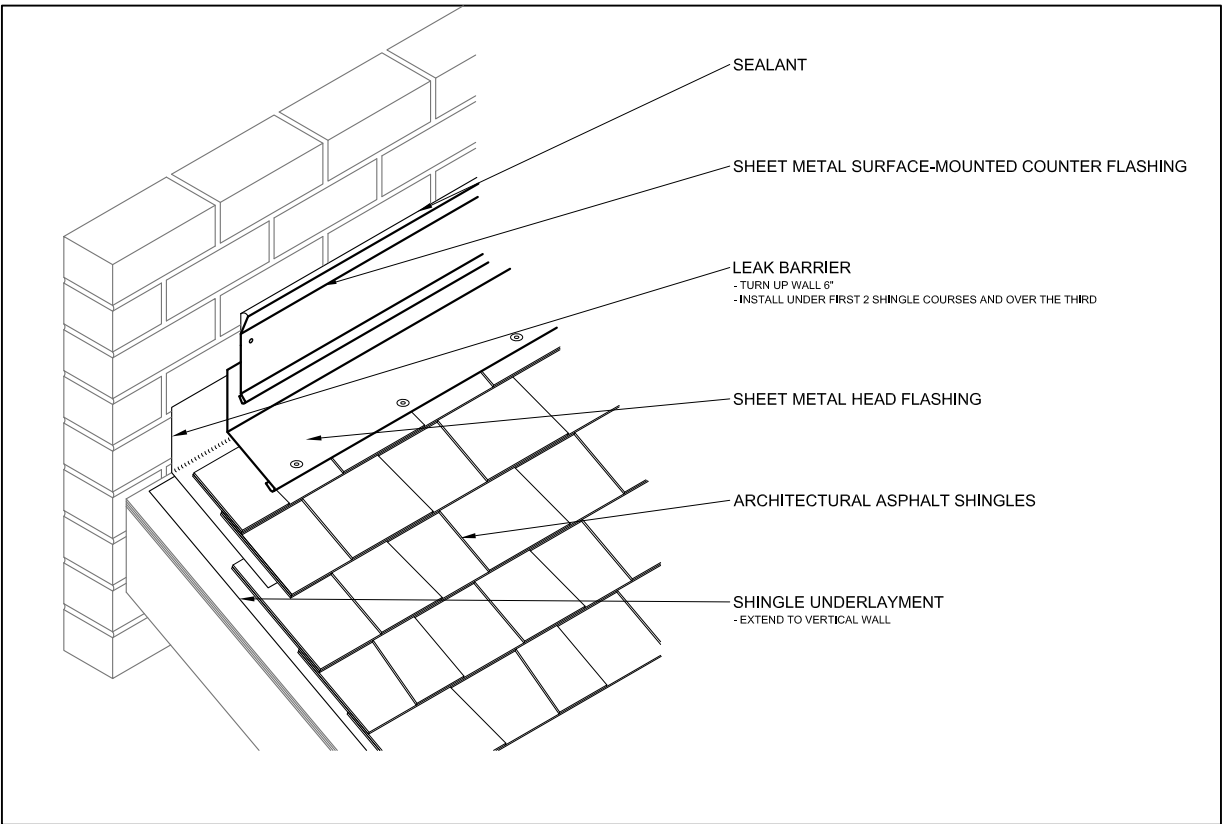 SEALANT
SHEET METAL SURFACE-MOUNTED COUNTER FLASHING
LEAK BARRIER
- TURN UP WALL 6"
- INSTALL UNDER FIRST 2 SHINGLE COURSES AND OVER THE THIRD
SHEET METAL HEAD FLASHING
ARCHITECTURAL ASPHALT SHINGLES
SHINGLE UNDERLAYMENT
- EXTEND TO VERTICAL WALL